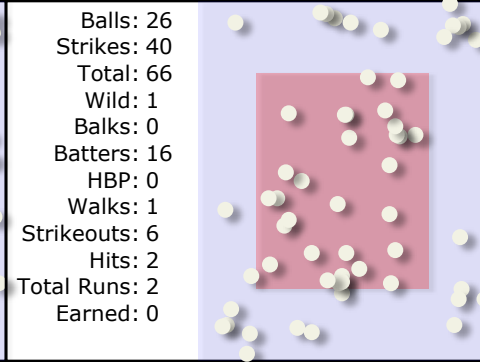 Balls: 26
Strikes: 40
Total: 66
Wild: 1
Balks: 0
Batters: 16
HBP: 0
Walks: 1
Strikeouts: 6
Hits: 2
Total Runs: 2
Earned: 0